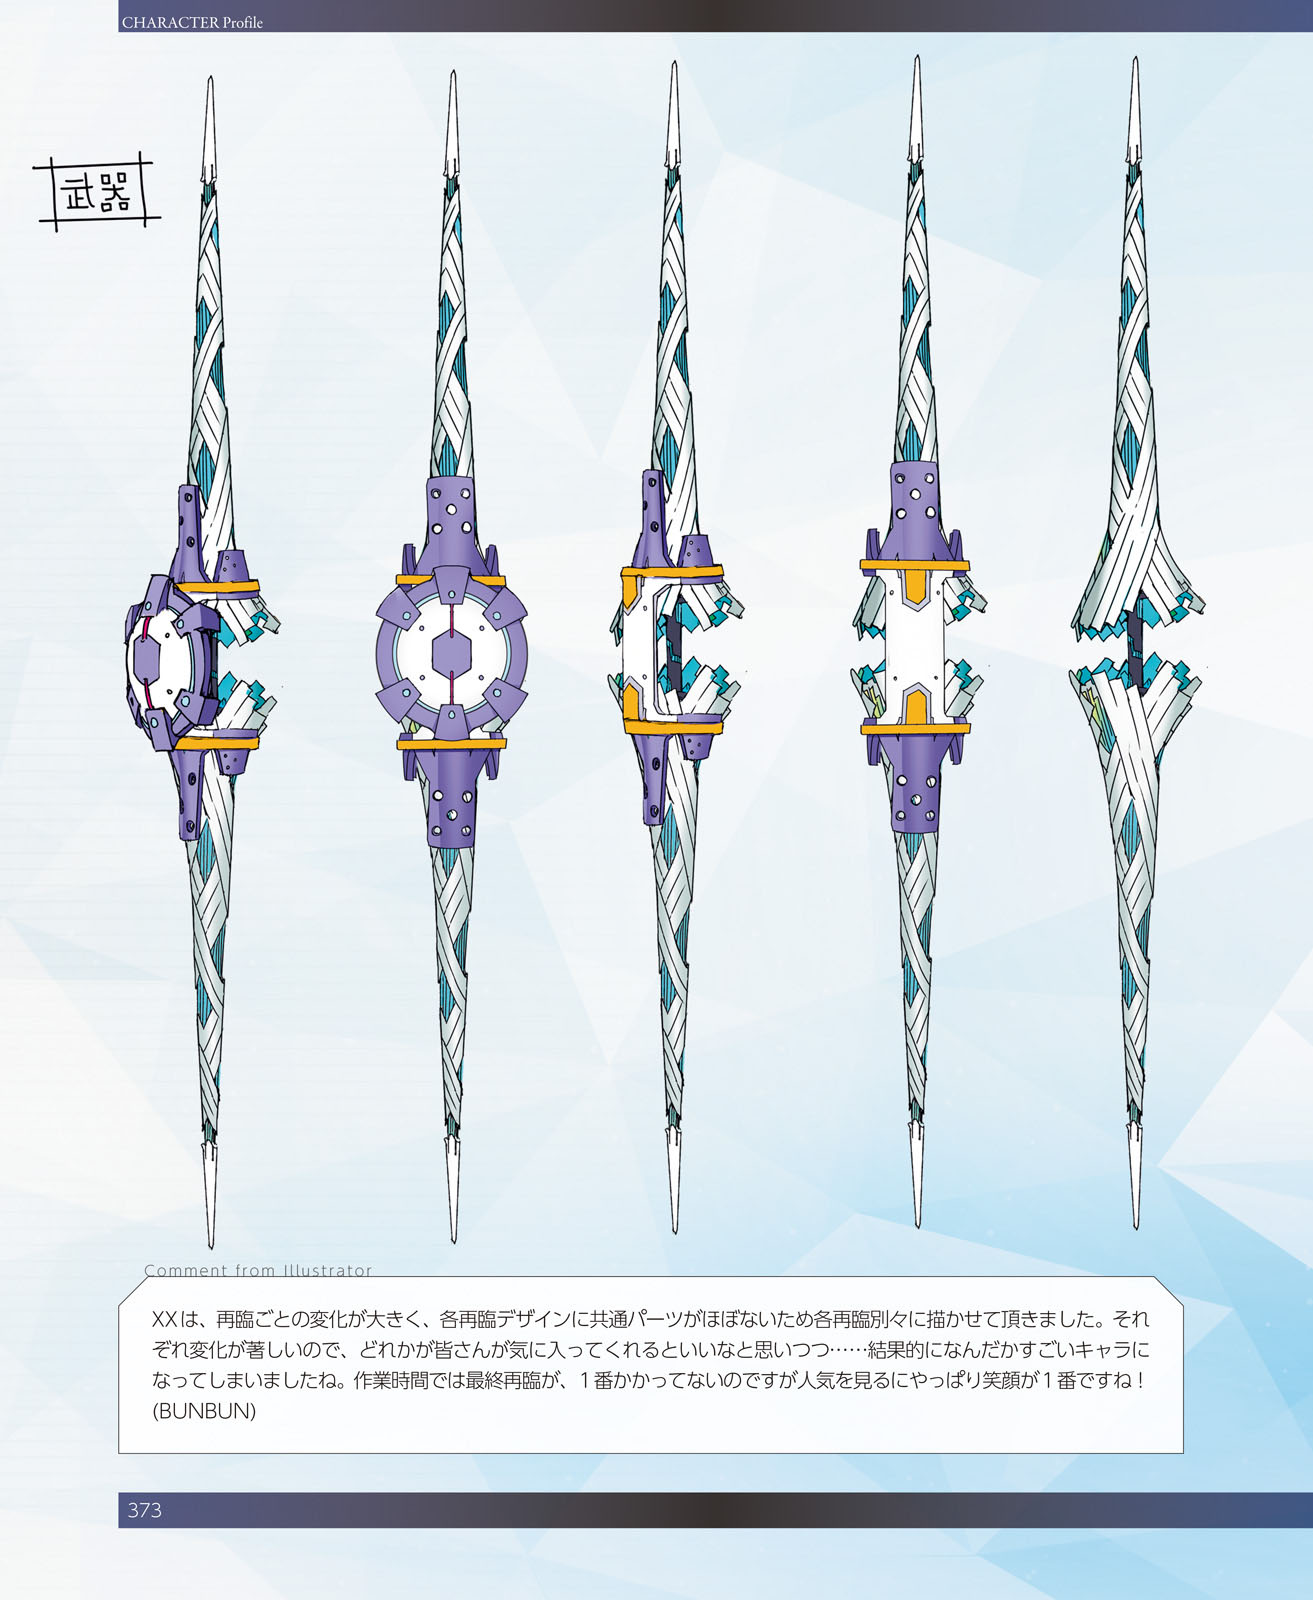 CHARACTER Profile
武器
Comment from Illustrator
XXは、再臨ごとの変化が大きく、各再臨デザインに共通パーツがほぼないため各再臨別々に描かせて頂きました。それ
ぞれ変化が著しいので、どれかが皆さんが気に入ってくれるといいなと思いつつ……結果的になんだかすごいキャラに
なってしまいましたね。作業時間では最終再臨が、1番かかってないのですが人気を見るにやっぱり笑顔が1番ですね！
(BUNBUN)
373